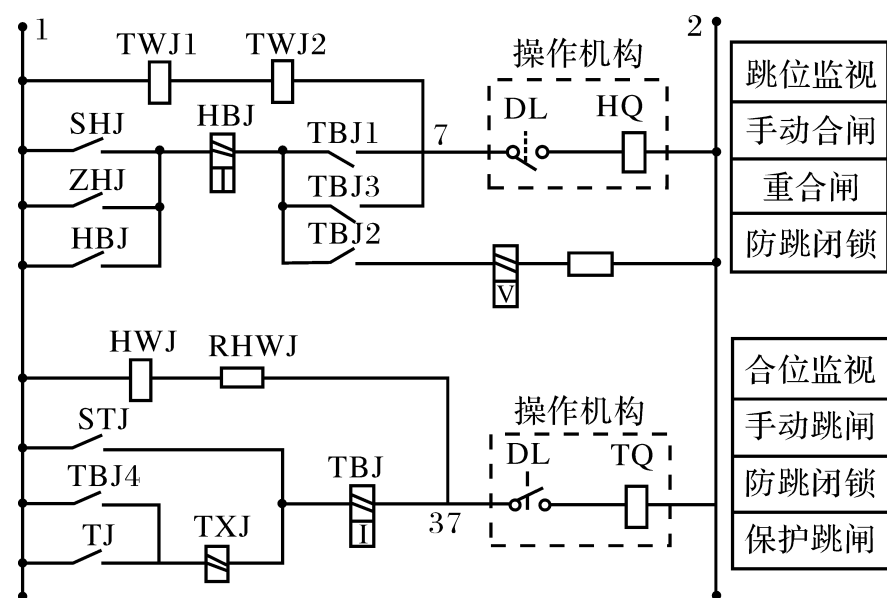 1
2
TWJ1
TWJ2
操作机构
DL
HQ
SHJ
HBJ
TBJ1
7
ZHJ
TBJ3
HBJ
TBJ2
I
V
跳位监视
手动合闸
重合闸
防跳闭锁
HWJ
RHWJ
操作机构
DL
TQ
STJ
TBJ4
TBJ
TJ
TXJ
I
37
合位监视
手动跳闸
防跳闭锁
保护跳闸